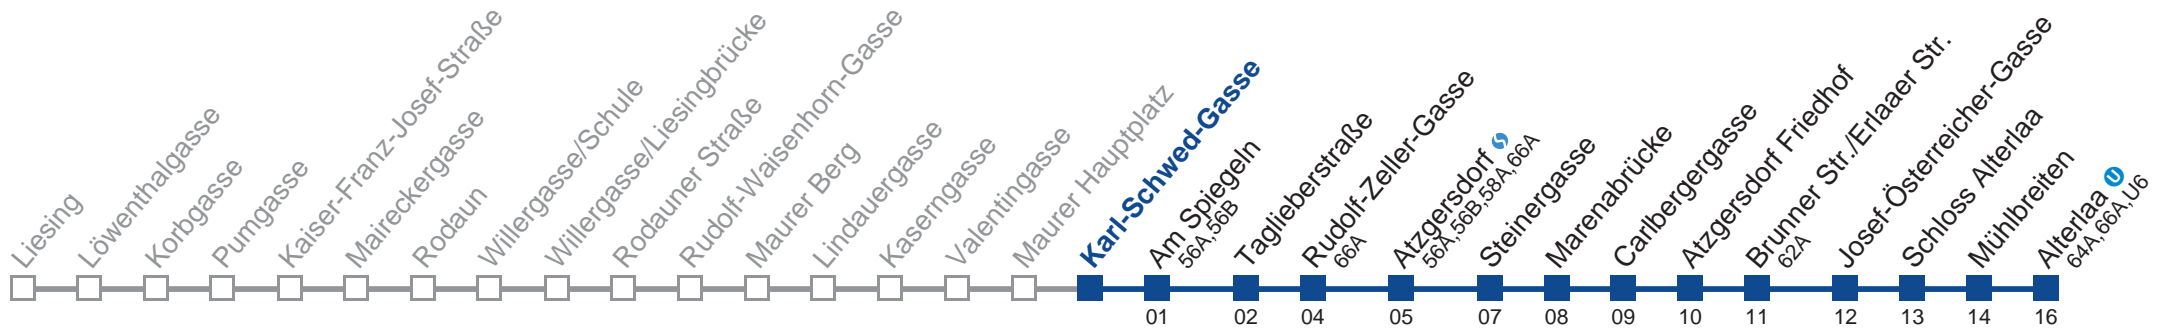 Liesing
Löwenthalgasse
Korbgasse
Pumgasse
Kaiser-Franz-Josef-Straße
Maireckergasse
Rodaun
Willergasse/Schule
Willergasse/Liesingbrücke
Rodauner Straße
Rudolf-Waisenhorn-Gasse
Maurer Berg
Lindauergasse
Kaserngasse
Valentingasse
Maurer Hauptplatz
Karl-Schwed-Gasse
Am Spiegeln
56A,56B
Taglieberstraße
Rudolf-Zeller-Gasse
66A
Atzgersdorf S
56A,56B,58A,66A
Steinergasse
Marenabrücke
Carlbergergasse
Atzgersdorf Friedhof
Brunner Str./Erlaaer Str.
62A
Josef-Österreicher-Gasse
Schloss Alterlaa
Mühlbreiten
Alterlaa U
64A,66A,U6
01 02 04 05 07 08 09 10 11 12 13 14 16